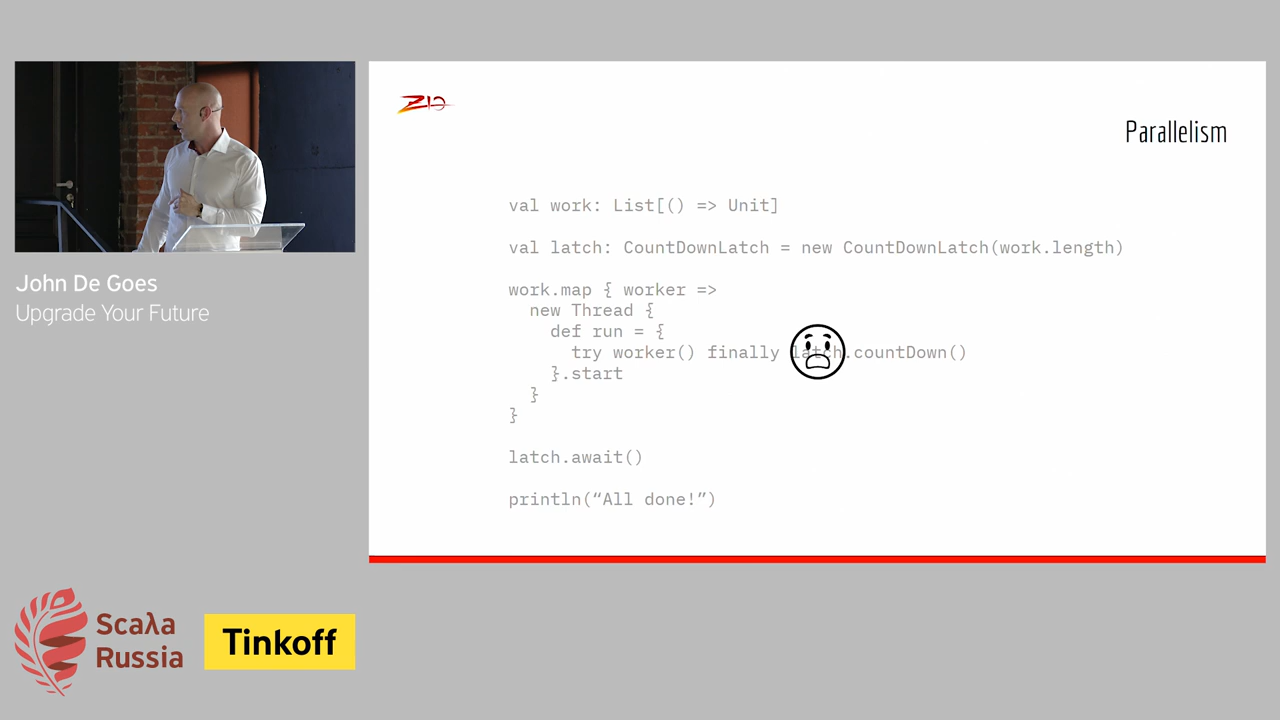 John De Goes
Upgrade Your Future
Scaλa
Russia
Tinkoff
ZIO
Parallelism
val work: List[() => Unit]
val latch: CountDownLatch = new CountDownLatch(work.length)
work.map { worker =>
new Thread {
def run = {
try worker() finally latch.countDown()
}.start
}
}
latch.await()
println(“All done!”)